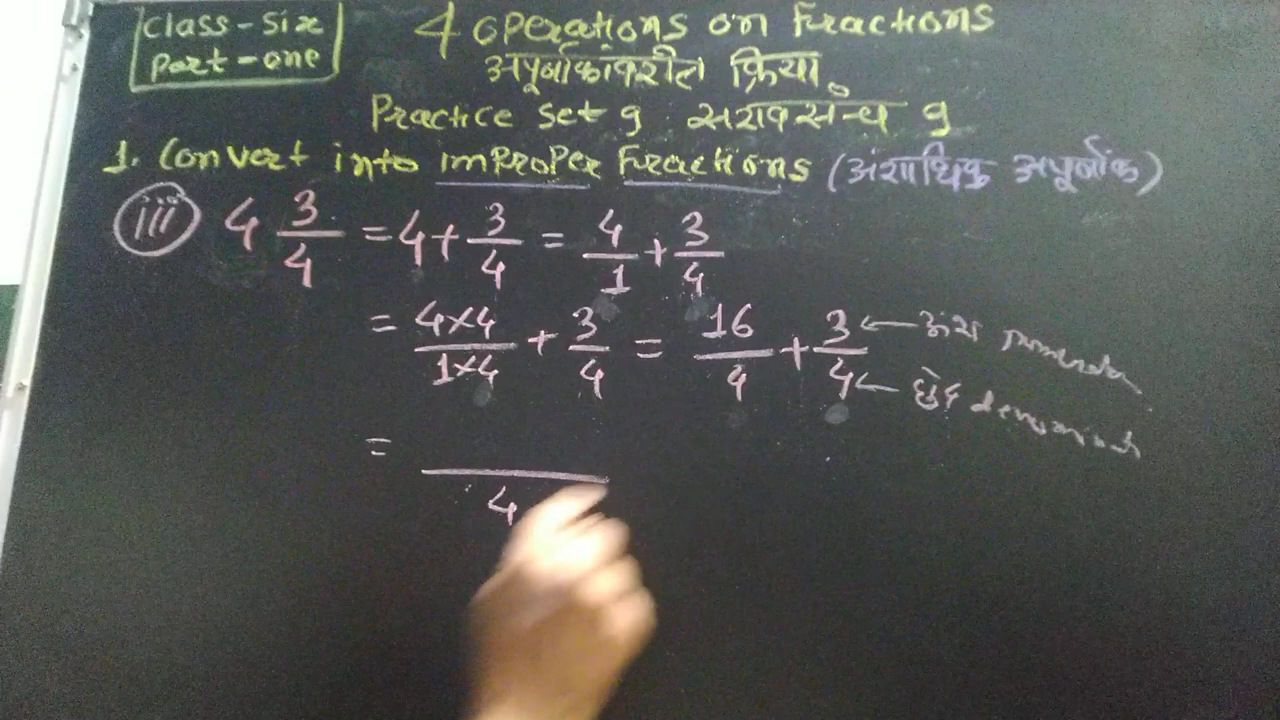 class-six
Part-one
4 operations on Fractions
अपूर्णांकांवरील क्रिया
Practice set 9 सरावसंच 9
1. Convert into improper Fractions (अंशाधिक अपूर्णांक)
iii 4 3/4 = 4 + 3/4 = 4/1 + 3/4
= 4×4/1×4 + 3/4 = 16/4 + 3/4 ← अंश
← छेद
= /4